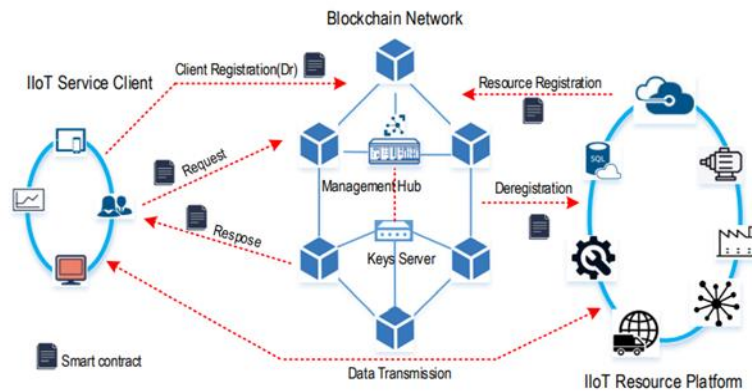 Blockchain Network
IIoT Service Client
Client Registration(Dr)
Resource Registration
SQL
Request
Management Hub
Deregistration
Respose
Keys Server
Smart contract
Data Transmission
IIoT Resource Platform